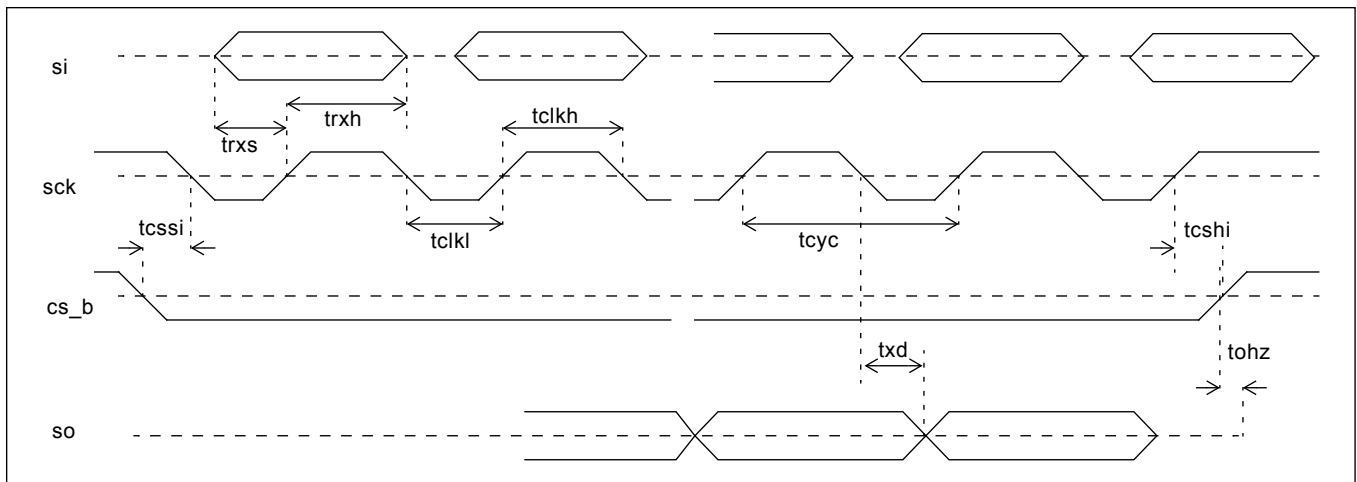 si
trxh
tclkh
trxs
sck
tcssi
tclkl
tcyc
tcshi
cs_b
txd
tohz
so